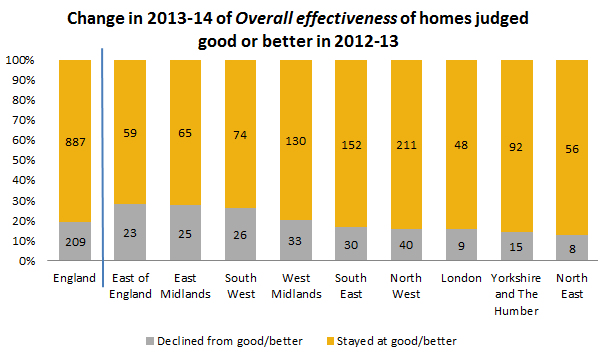 Change in 2013-14 of Overall effectiveness of homes judged
good or better in 2012-13
100%
90%
80%
70%
60%
50%
40%
30%
20%
10%
0%
887 59 65 74 130 152 211 48 92 56
209 23 25 26 33 30 40 9 15 8
England East of East South West South North London Yorkshire North
England Midlands West Midlands East West and The East
Humber
Declined from good/better Stayed at good/better